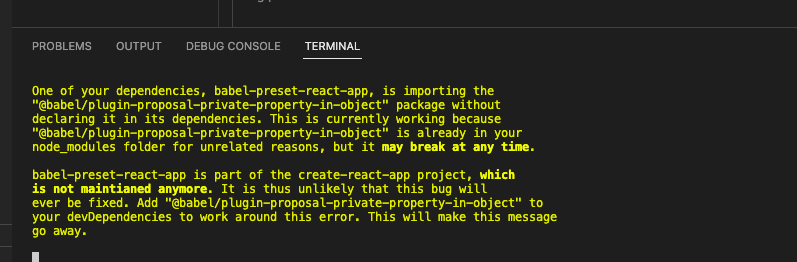 PROBLEMS OUTPUT DEBUG CONSOLE TERMINAL
One of your dependencies, babel-preset-react-app, is importing the
"@babel/plugin-proposal-private-property-in-object" package without
declaring it in its dependencies. This is currently working because
"@babel/plugin-proposal-private-property-in-object" is already in your
node_modules folder for unrelated reasons, but it may break at any time.
babel-preset-react-app is part of the create-react-app project, which
is not maintianed anymore. It is thus unlikely that this bug will
ever be fixed. Add "@babel/plugin-proposal-private-property-in-object" to
your devDependencies to work around this error. This will make this message
go away.